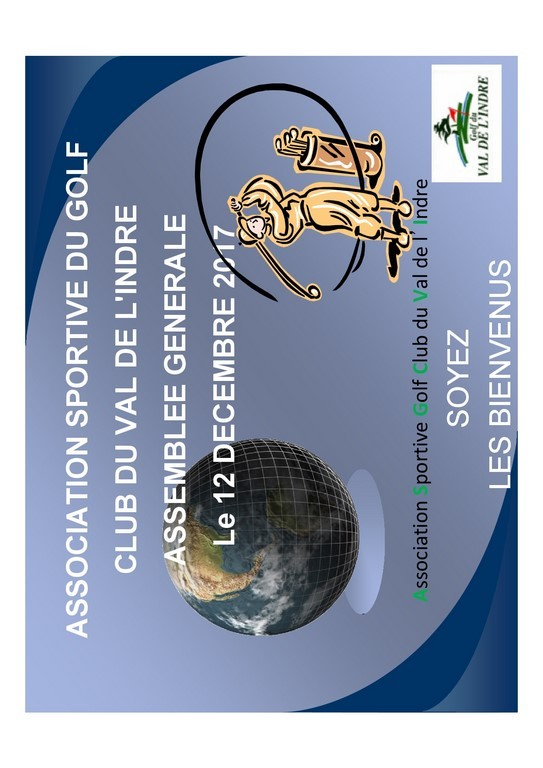 ASSOCIATION SPORTIVE DU GOLF
CLUB DU VAL DE L'INDRE
ASSEMBLEE GENERALE
Le 12 DECEMBRE 2017
Golf du
VAL DE L'INDRE
Association Sportive Golf Club du Val de l' Indre
SOYEZ
LES BIENVENUS